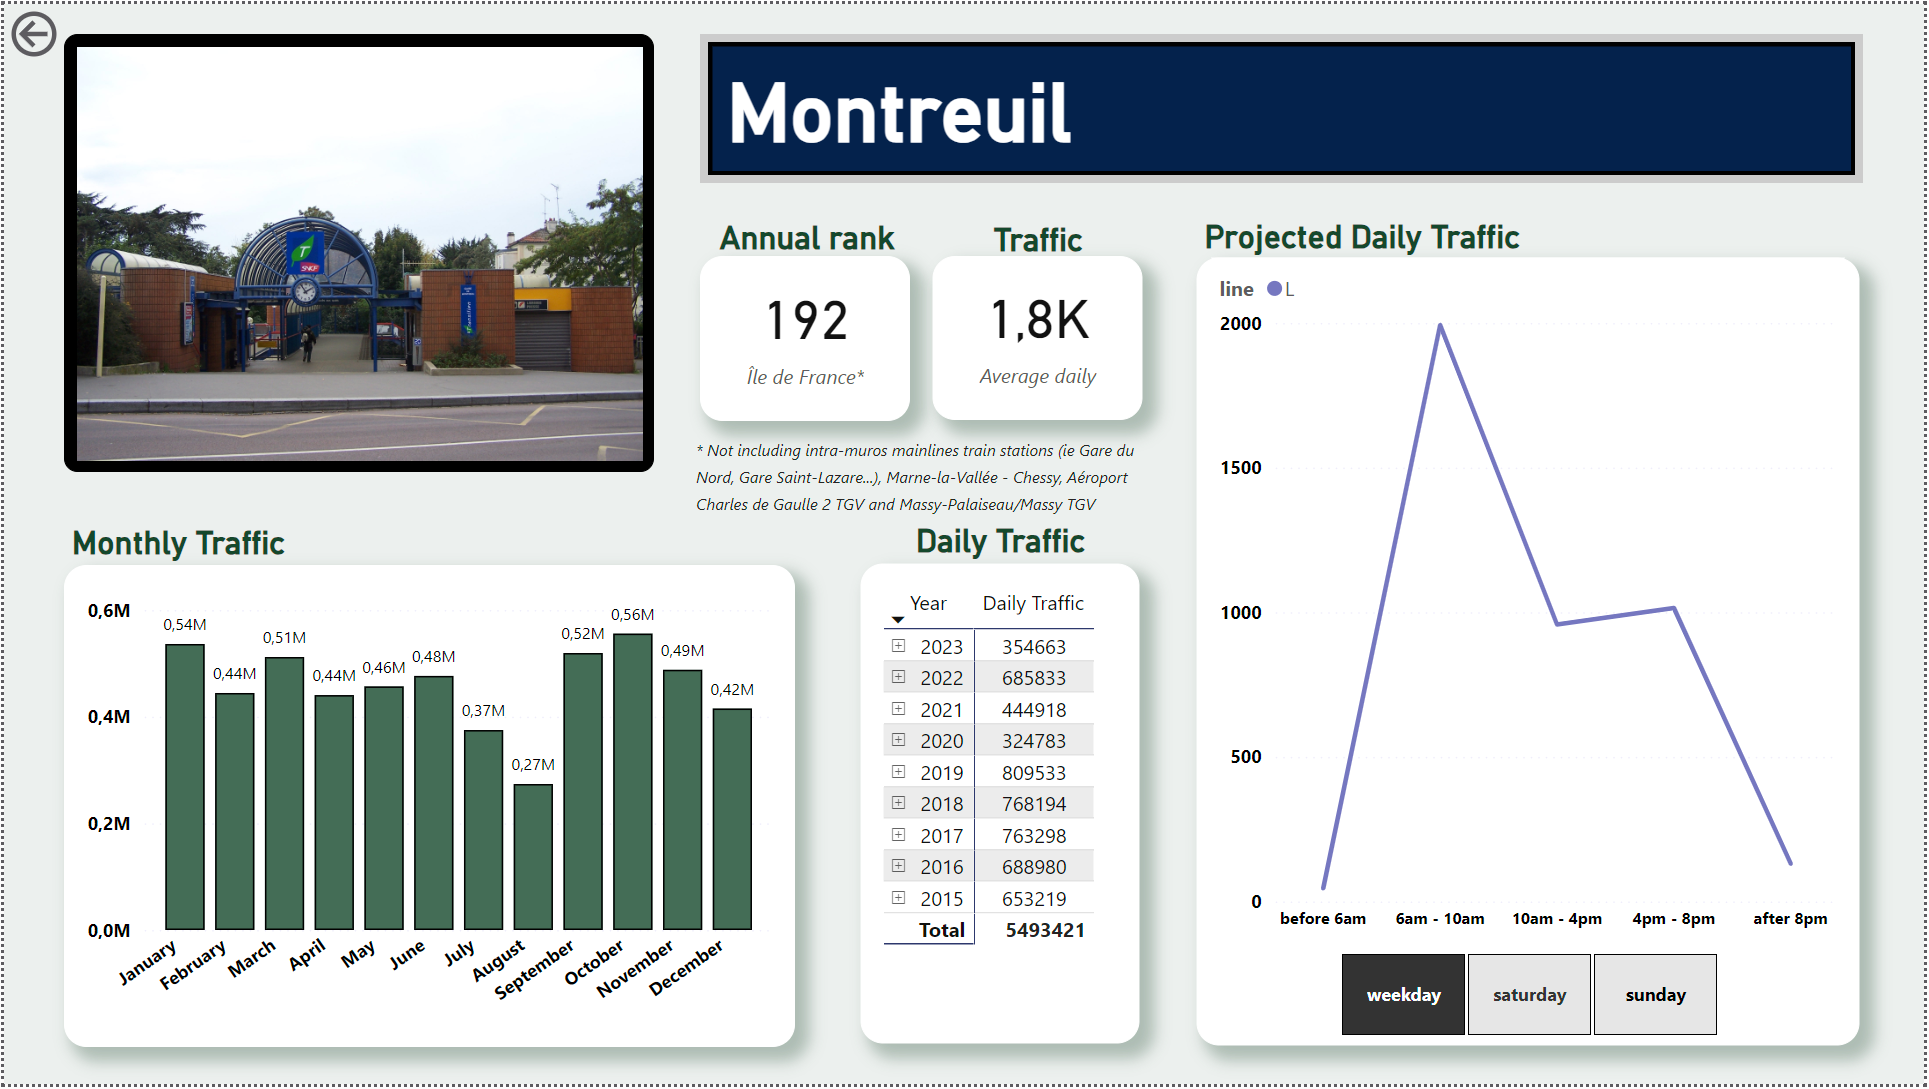 Montreuil
T
SNCF
Annual rank
192
Île de France*
Traffic
1,8K
Average daily
* Not including intra-muros mainlines train stations (ie Gare du
Nord, Gare Saint-Lazare...), Marne-la-Vallée - Chessy, Aéroport
Charles de Gaulle 2 TGV and Massy-Palaiseau/Massy TGV
Monthly Traffic
0,6M
0,4M
0,2M
0,0M
0,54M
0,44M
0,51M
0,44M
0,46M
0,48M
0,37M
0,27M
0,52M
0,56M
0,49M
0,42M
January
February
March
April
May
June
July
August
September
October
November
December
Daily Traffic
Year Daily Traffic
2023 354663
2022 685833
2021 444918
2020 324783
2019 809533
2018 768194
2017 763298
2016 688980
2015 653219
Total 5493421
Projected Daily Traffic
line L
2000
1500
1000
500
0
before 6am
6am - 10am
10am - 4pm
4pm - 8pm
after 8pm
weekday
saturday
sunday